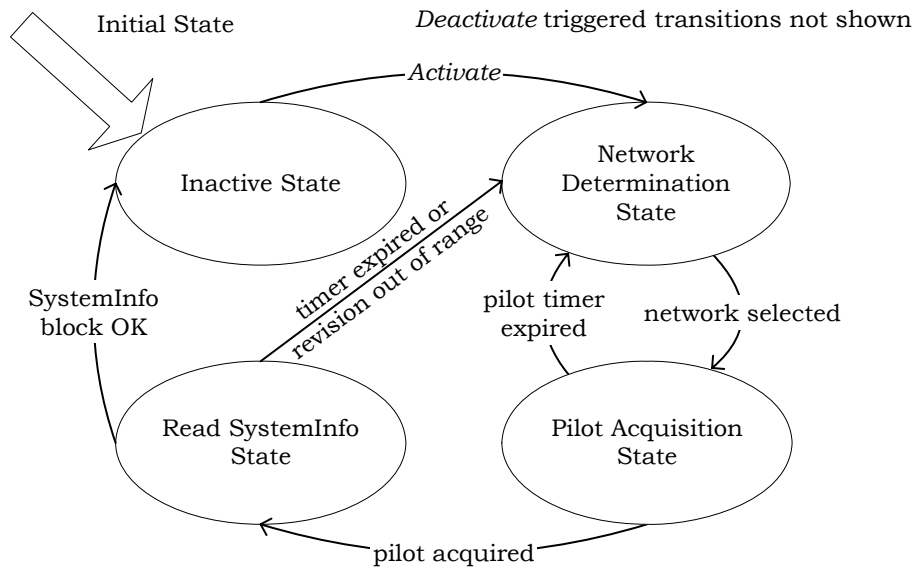 Initial State
Deactivate triggered transitions not shown
Activate
Inactive State
Network
Determination
State
timer expired or
revision out of range
SystemInfo
block OK
pilot timer
expired
network selected
Read SystemInfo
State
Pilot Acquisition
State
pilot acquired